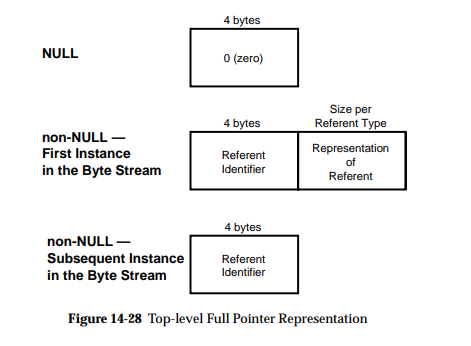 4 bytes
NULL
0 (zero)
Size per
4 bytes
Referent Type
non-NULL —
First Instance
in the Byte Stream
Referent
Identifier
Representation
of
Referent
4 bytes
non-NULL —
Subsequent Instance
in the Byte Stream
Referent
Identifier
Figure 14-28 Top-level Full Pointer Representation